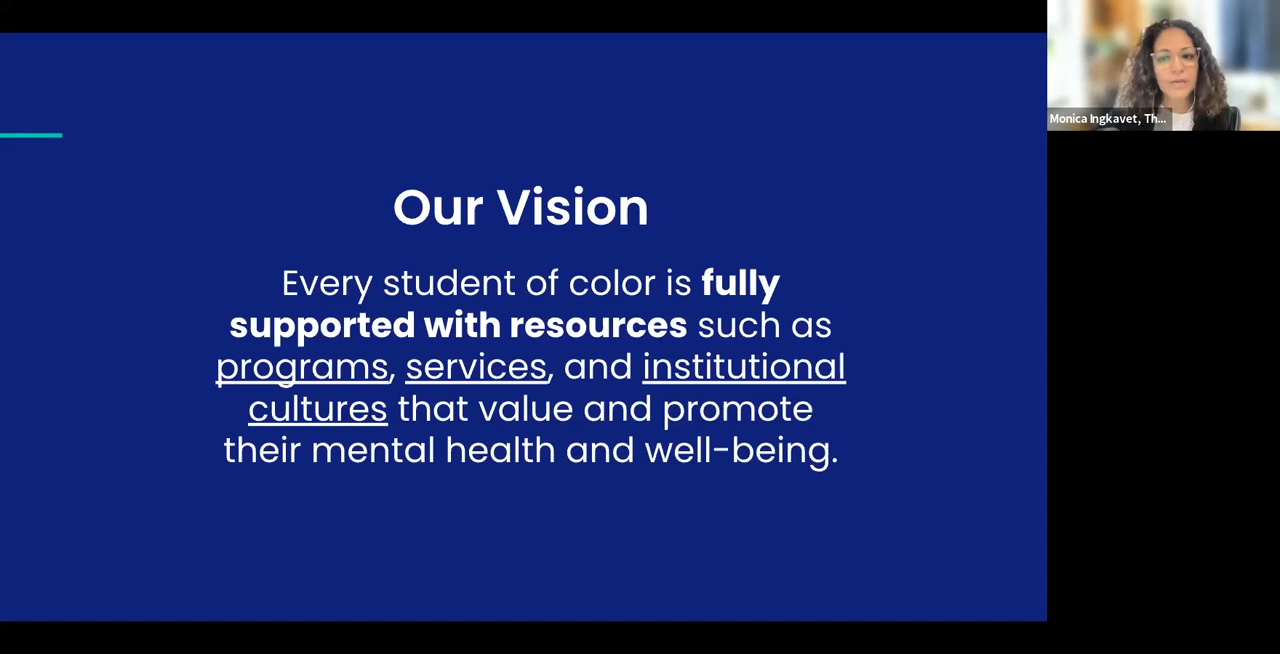 Our Vision
Every student of color is fully
supported with resources such as
programs, services, and institutional
cultures that value and promote
their mental health and well-being.
Monica Ingkavet, Th...